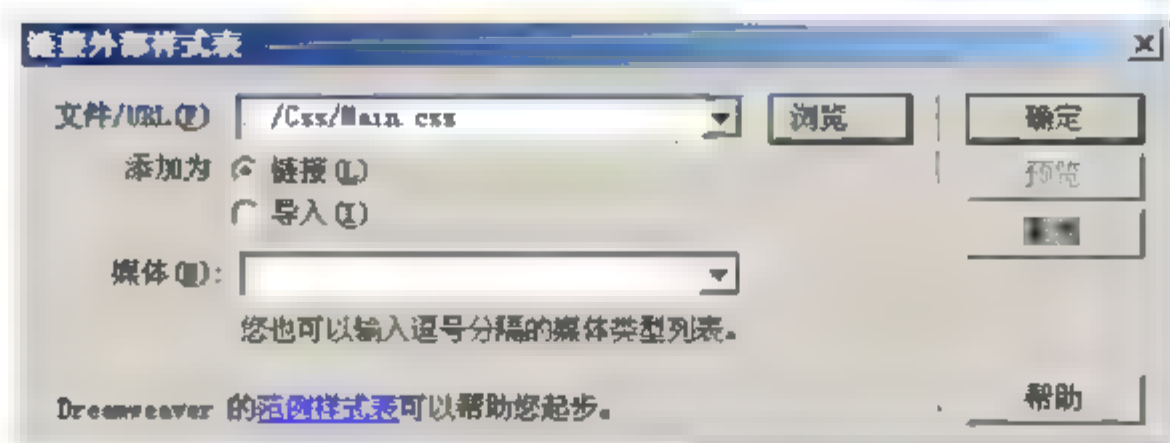 链接外部样式表
文件/URL(F) /Css/Main.css 浏览 确定
添加为 链接(L) 预览
导入(I)
媒体(M):
您也可以输入逗号分隔的媒体类型列表。
Dreamweaver 的范例样式表可以帮助您起步。 帮助